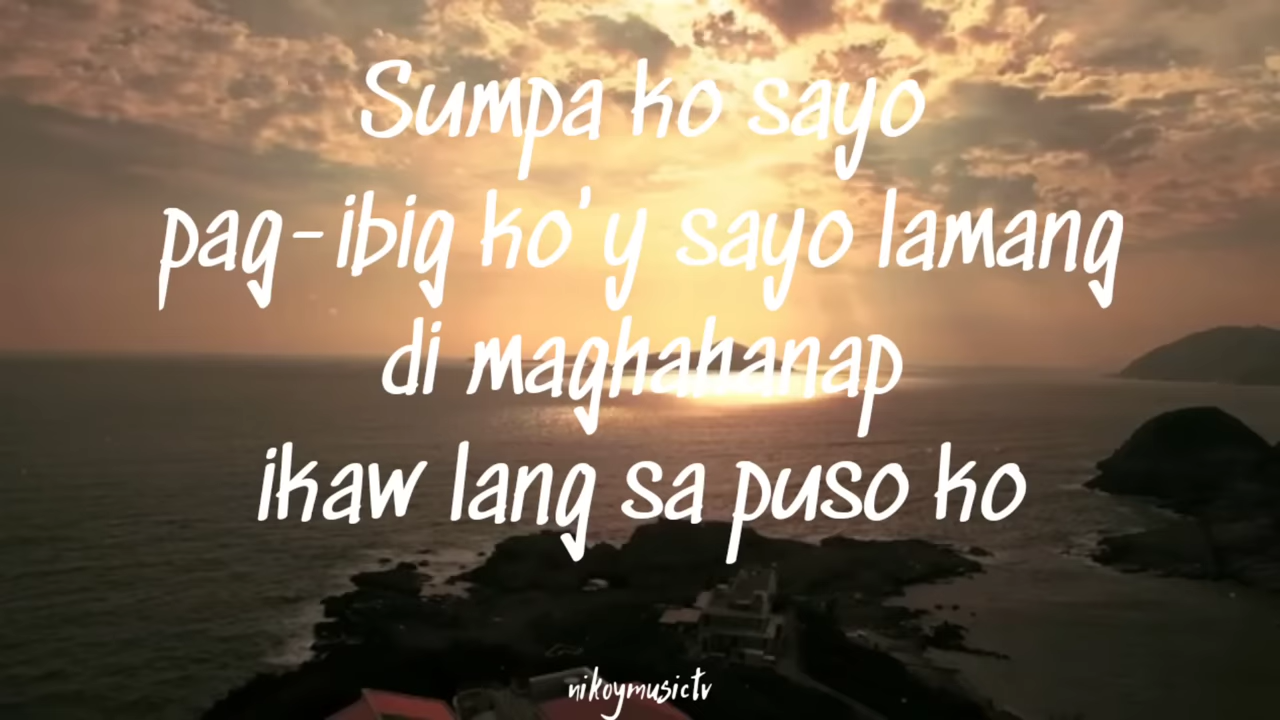 Sumpa ko sayo
pag-ibig ko'y sayo lamang
di maghahanap
ikaw lang sa puso ko
nikoymusictv